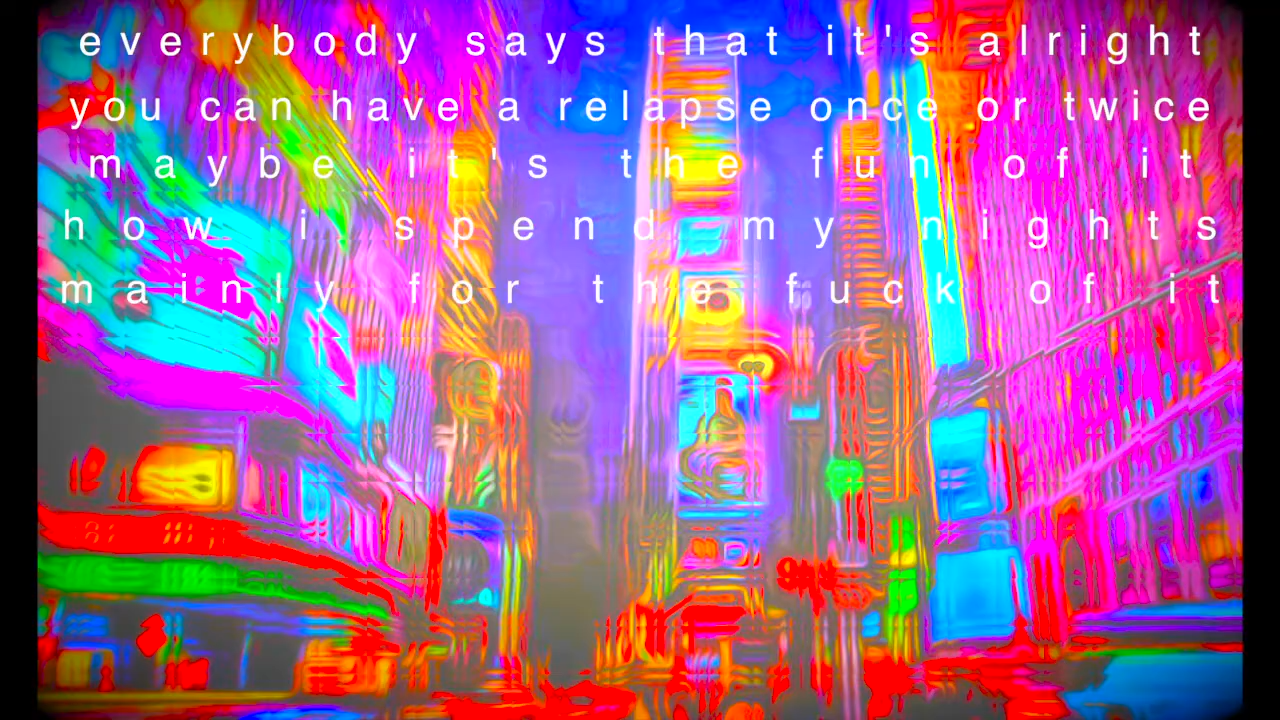 everybody says that it's alright
you can have a relapse once or twice
maybe it's the fun of it
how i spend my nights
mainly for the fuck of it